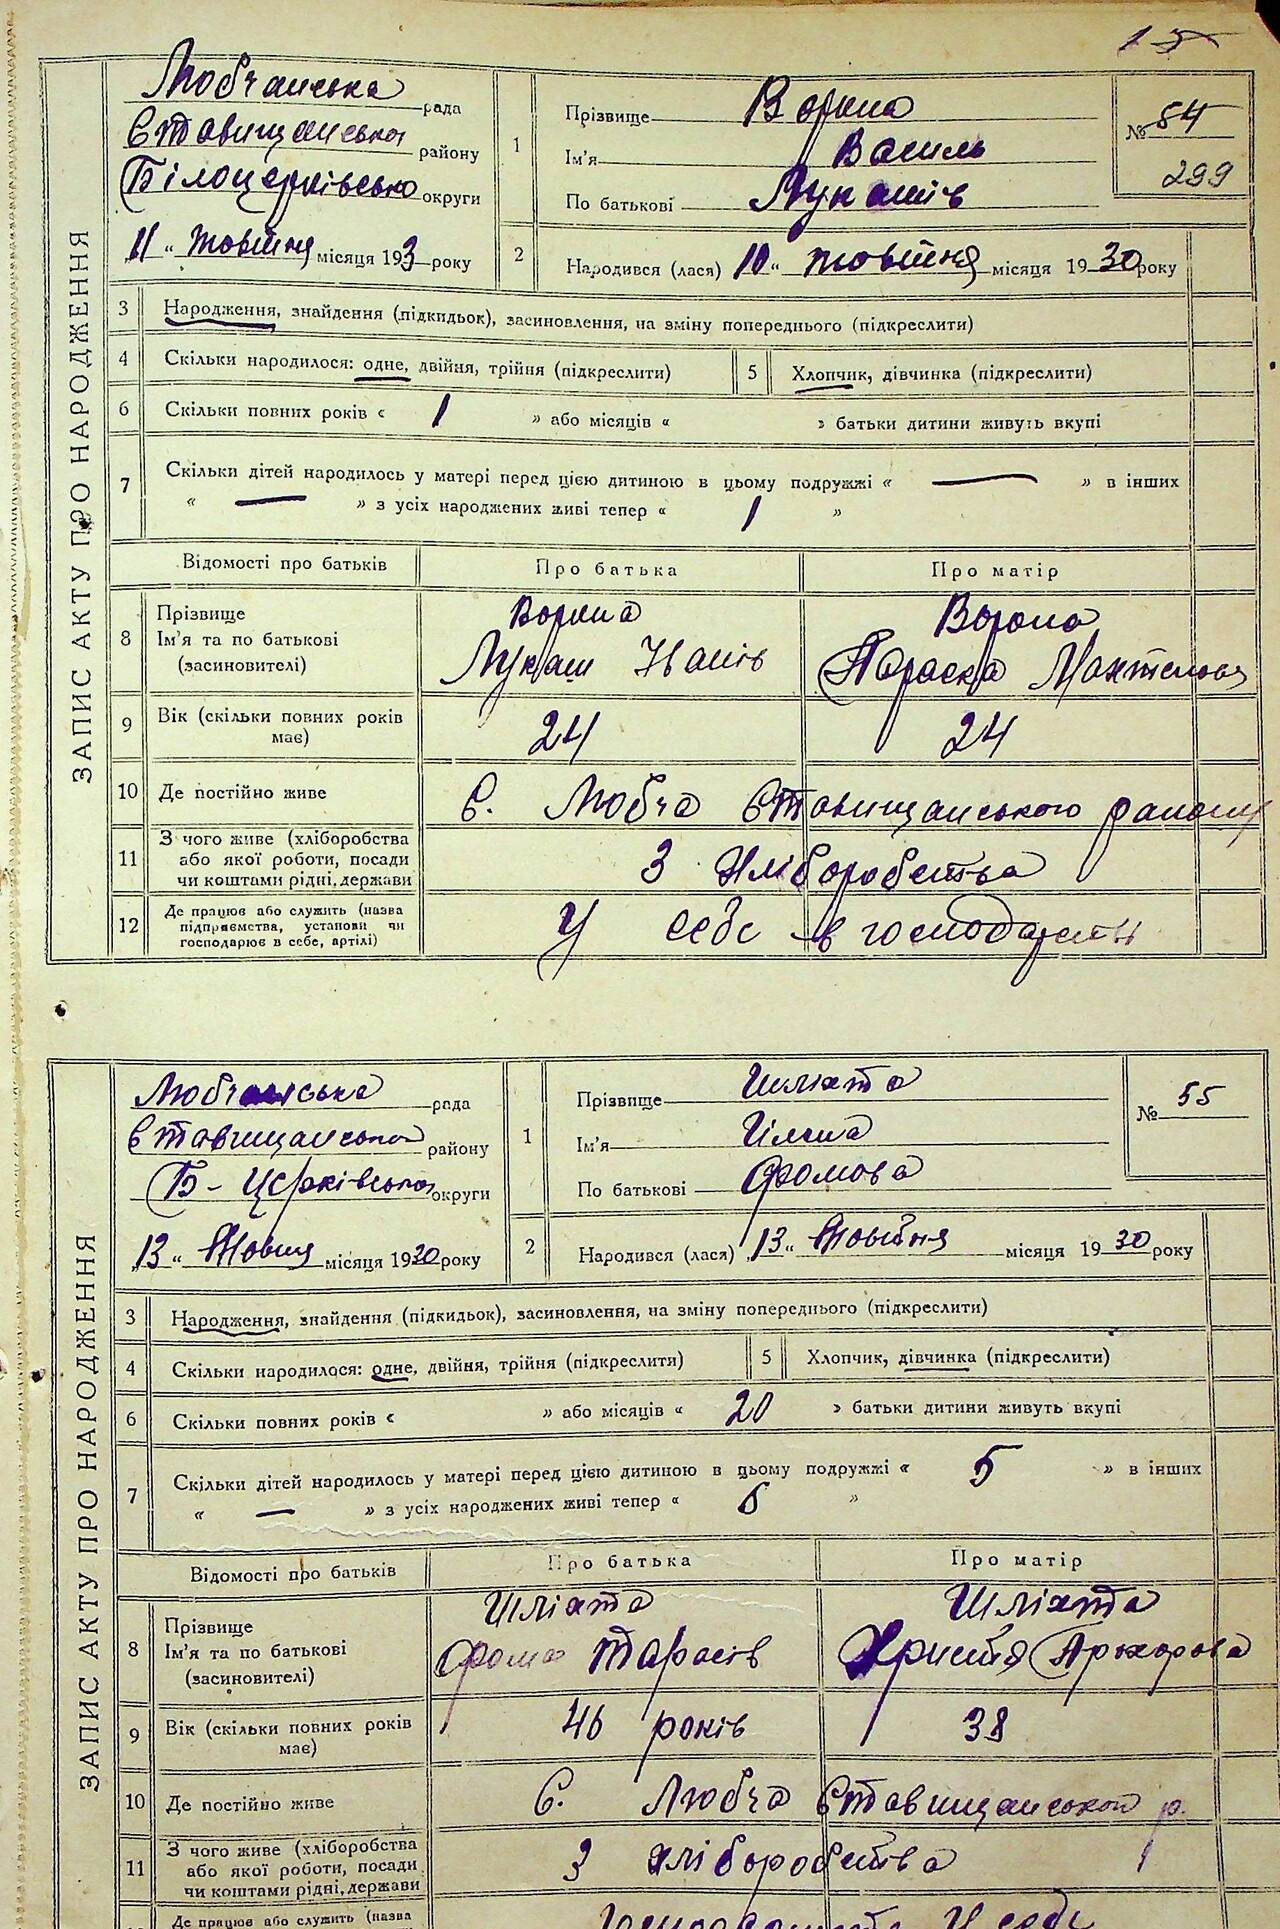 15
ЗАПИС АКТУ ПРО НАРОДЖЕННЯ
Любчанська рада
Ставищанської району
Білоцерківсько округи
„11“ жовтня місяця 193 року
1 Прізвище Ворона
Ім'я Василь
По батькові Лукашів
№ 54
299
2 Народився (лася) 10 “ жовтня місяця 1930 року
3 Народження, знайдення (підкидьок), засиновлення, на зміну попереднього (підкреслити)
4 Скільки народилося: одне, двійня, трійня (підкреслити) 5 Хлопчик, дівчинка (підкреслити)
6 Скільки повних років « 1 » або місяців « » батьки дитини живуть вкупі
7 Скільки дітей народилось у матері перед цією дитиною в цьому подружжі « — » в інших
« — » з усіх народжених живі тепер « 1 »
Відомості про батьків Про батька Про матір
8 Прізвище Ворона Ворона
Ім'я та по батькові Лукаш Іванів Параска
(засиновителі)
9 Вік (скільки повних років має) 24 24
10 Де постійно живе С. Любча Ставищанського району
11 З чого живе (хліборобства
або якої роботи, посади З хліборобства
чи коштами рідні, держави
12 Де працює або служить (назва
підприємства, установи чи У себе в господарстві
господарює в себе, артілі)
ЗАПИС АКТУ ПРО НАРОДЖЕННЯ
Любчанська рада
Ставищанської району
Б-Церківської округи
„13“ Жовтня місяця 1930 року
1 Прізвище Шляхта
Ім'я
По батькові Фомова
№ 55
2 Народився (лася) 13“ Жовтня місяця 1930 року
3 Народження, знайдення (підкидьок), засиновлення, на зміну попереднього (підкреслити)
4 Скільки народилося: одне, двійня, трійня (підкреслити) 5 Хлопчик, дівчинка (підкреслити)
6 Скільки повних років « » або місяців « 20 » батьки дитини живуть вкупі
7 Скільки дітей народилось у матері перед цією дитиною в цьому подружжі « 5 » в інших
« — » з усіх народжених живі тепер « 6 »
Відомості про батьків Про батька Про матір
8 Прізвище Шляхта Шляхта
Ім'я та по батькові Фома Тарасів Христя Прохорова
(засиновителі)
9 Вік (скільки повних років має) 46 років 38
10 Де постійно живе С. Любча Ставищанського р.
11 З чого живе (хліборобства
або якої роботи, посади З хліборобства
чи коштами рідні, держави
Де працює або служить (назва У себе